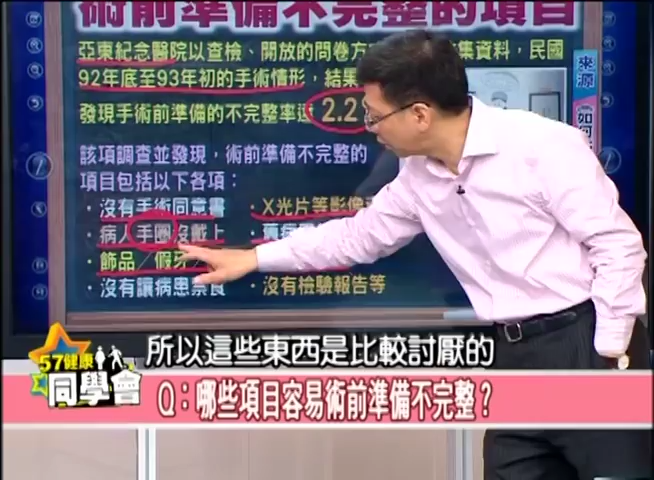 術前準備不完整的項目
亞東紀念醫院以查檢、開放的問卷方
集資料，民國
92年底至93年初的手術情形，結果
發現手術前準備的不完整率達 2.2
該項調查並發現，術前準備不完整的
項目包括以下各項：
・沒有手術同意書
・X光片等影像
・病人手圈沒戴上
・飾品／假牙
・沒有讓病患禁食
・沒有檢驗報告等
來源
如何
所以這些東西是比較討厭的
57健康
同學會
Q：哪些項目容易術前準備不完整？